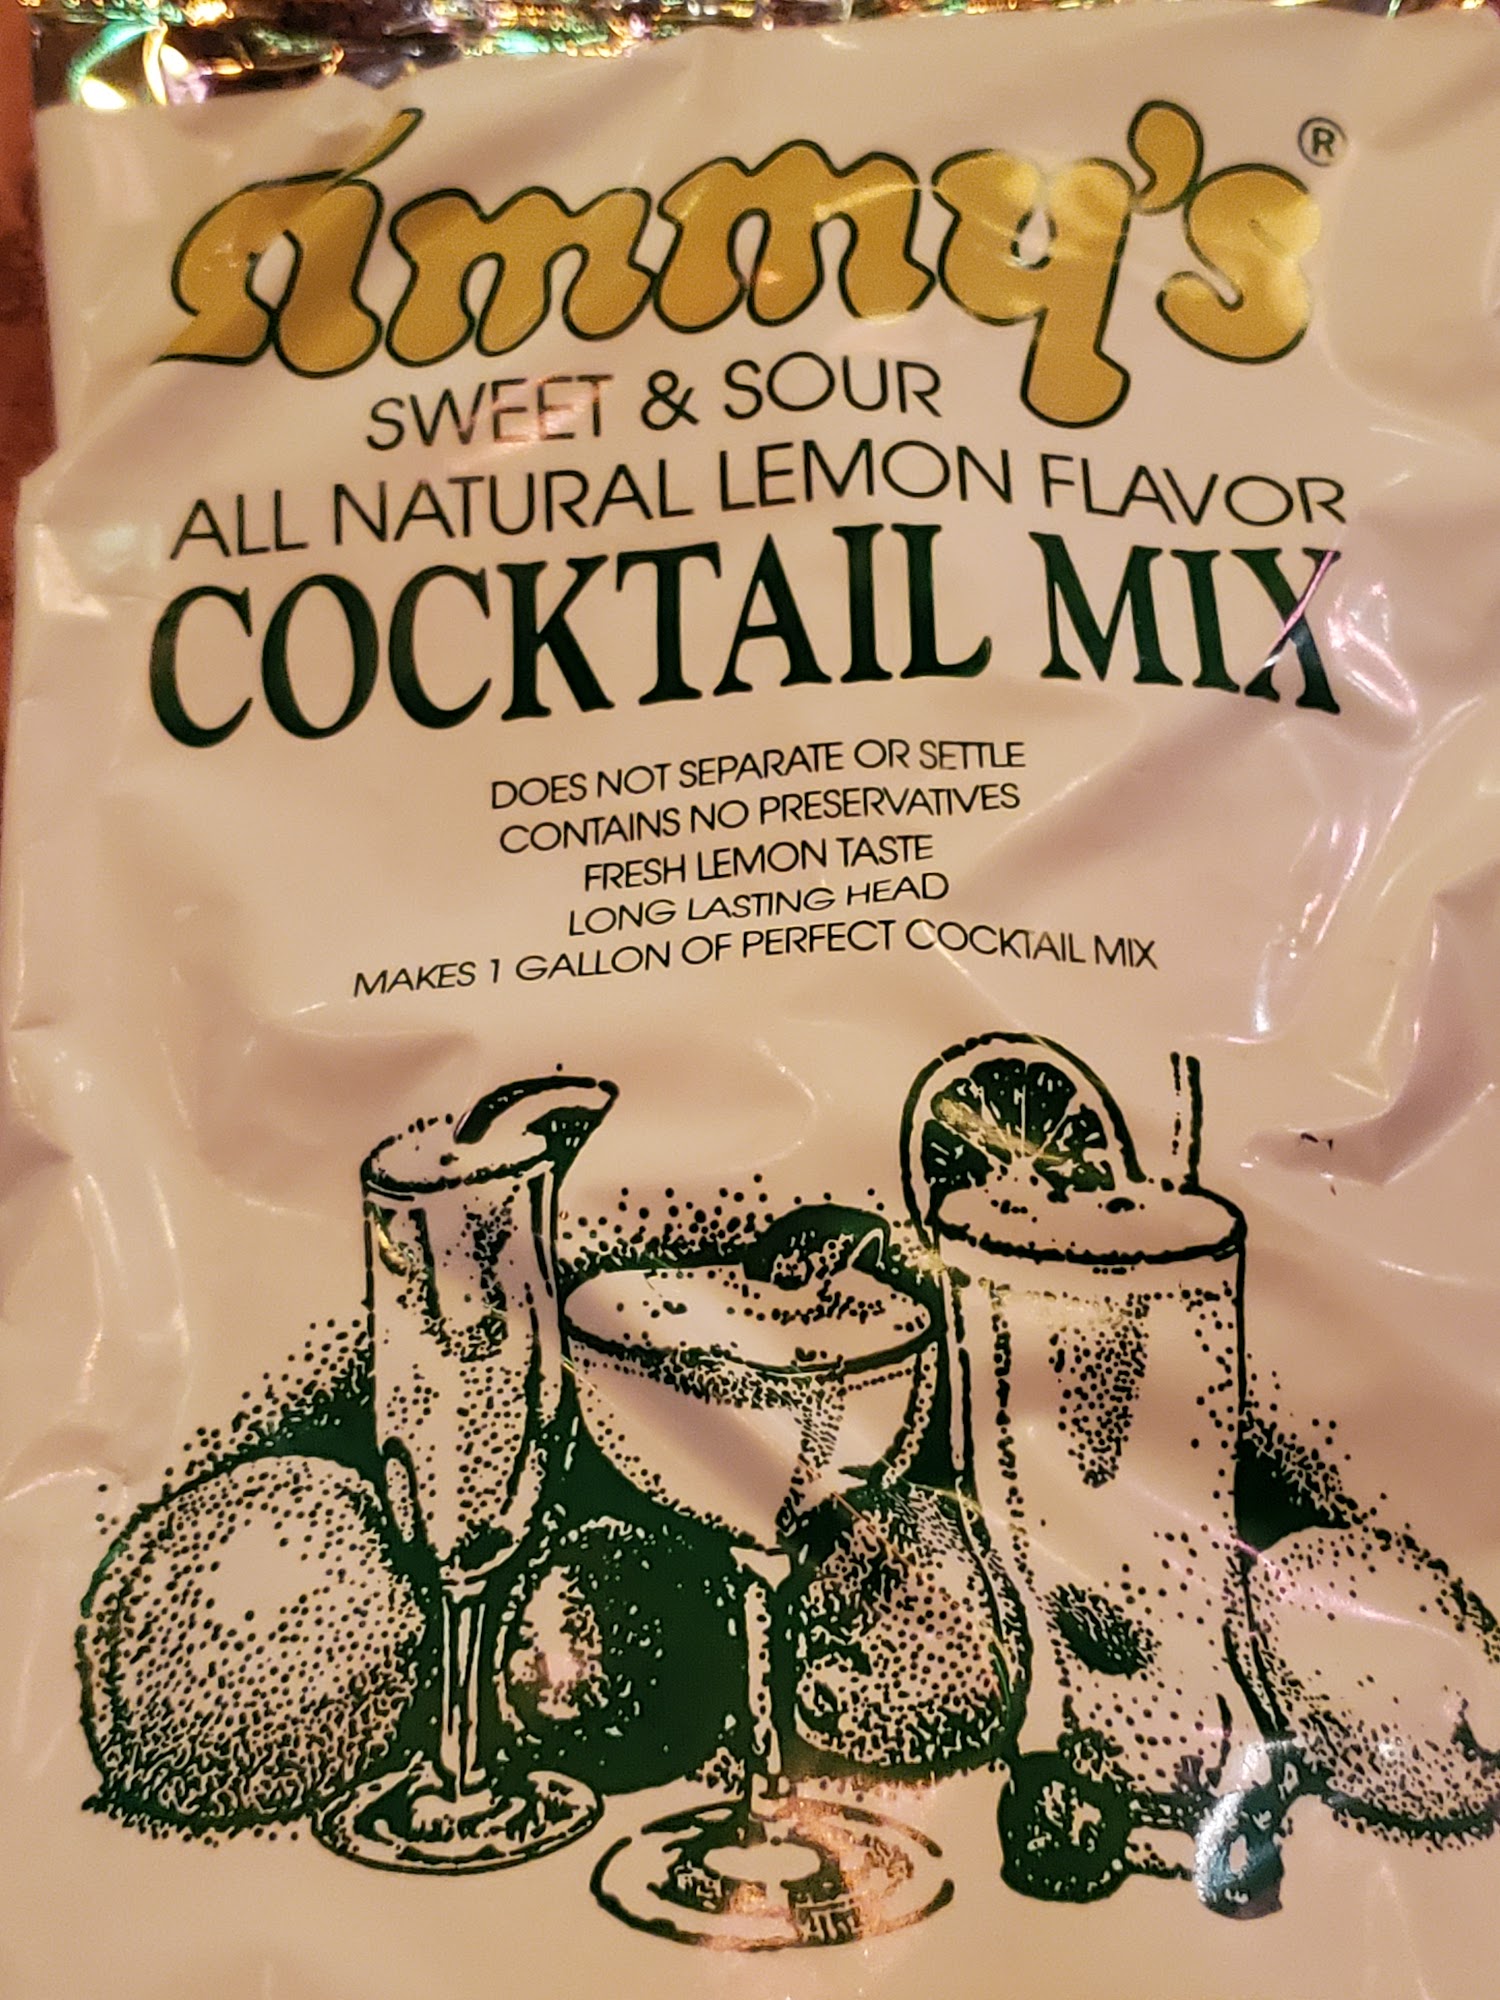 Jimmy's ®
SWEET & SOUR
ALL NATURAL LEMON FLAVOR
COCKTAIL MIX
DOES NOT SEPARATE OR SETTLE
CONTAINS NO PRESERVATIVES
FRESH LEMON TASTE
LONG LASTING HEAD
MAKES 1 GALLON OF PERFECT COCKTAIL MIX